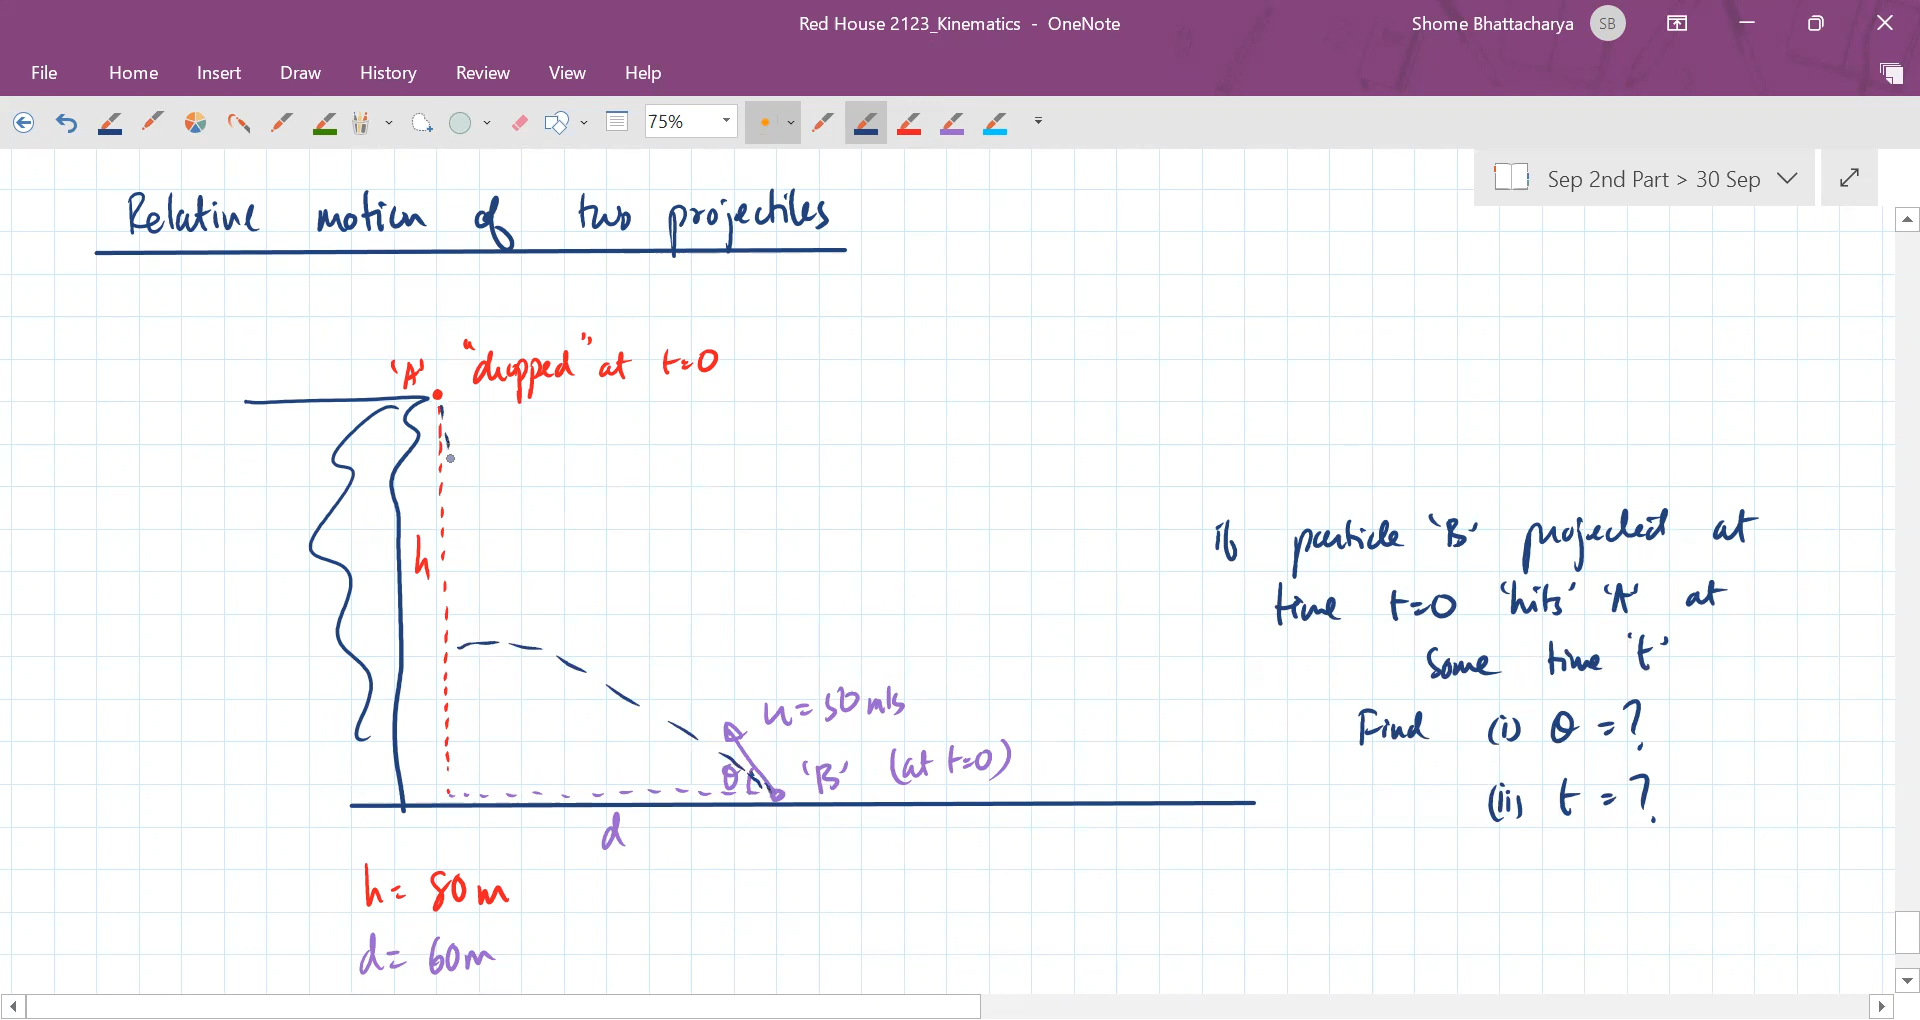 Red House 2123_Kinematics - OneNote
Shome Bhattacharya SB
File Home Insert Draw History Review View Help
75%
Sep 2nd Part > 30 Sep
Relative motion of two projectiles
'A' "dropped" at t=0
h
u = 50 m/s
θ 'B' (at t=0)
d
h = 80 m
d = 60 m
if particle 'B' projected at
time t=0 'hits' 'A' at
some time 't'
Find (i) θ = ?
(ii) t = ?